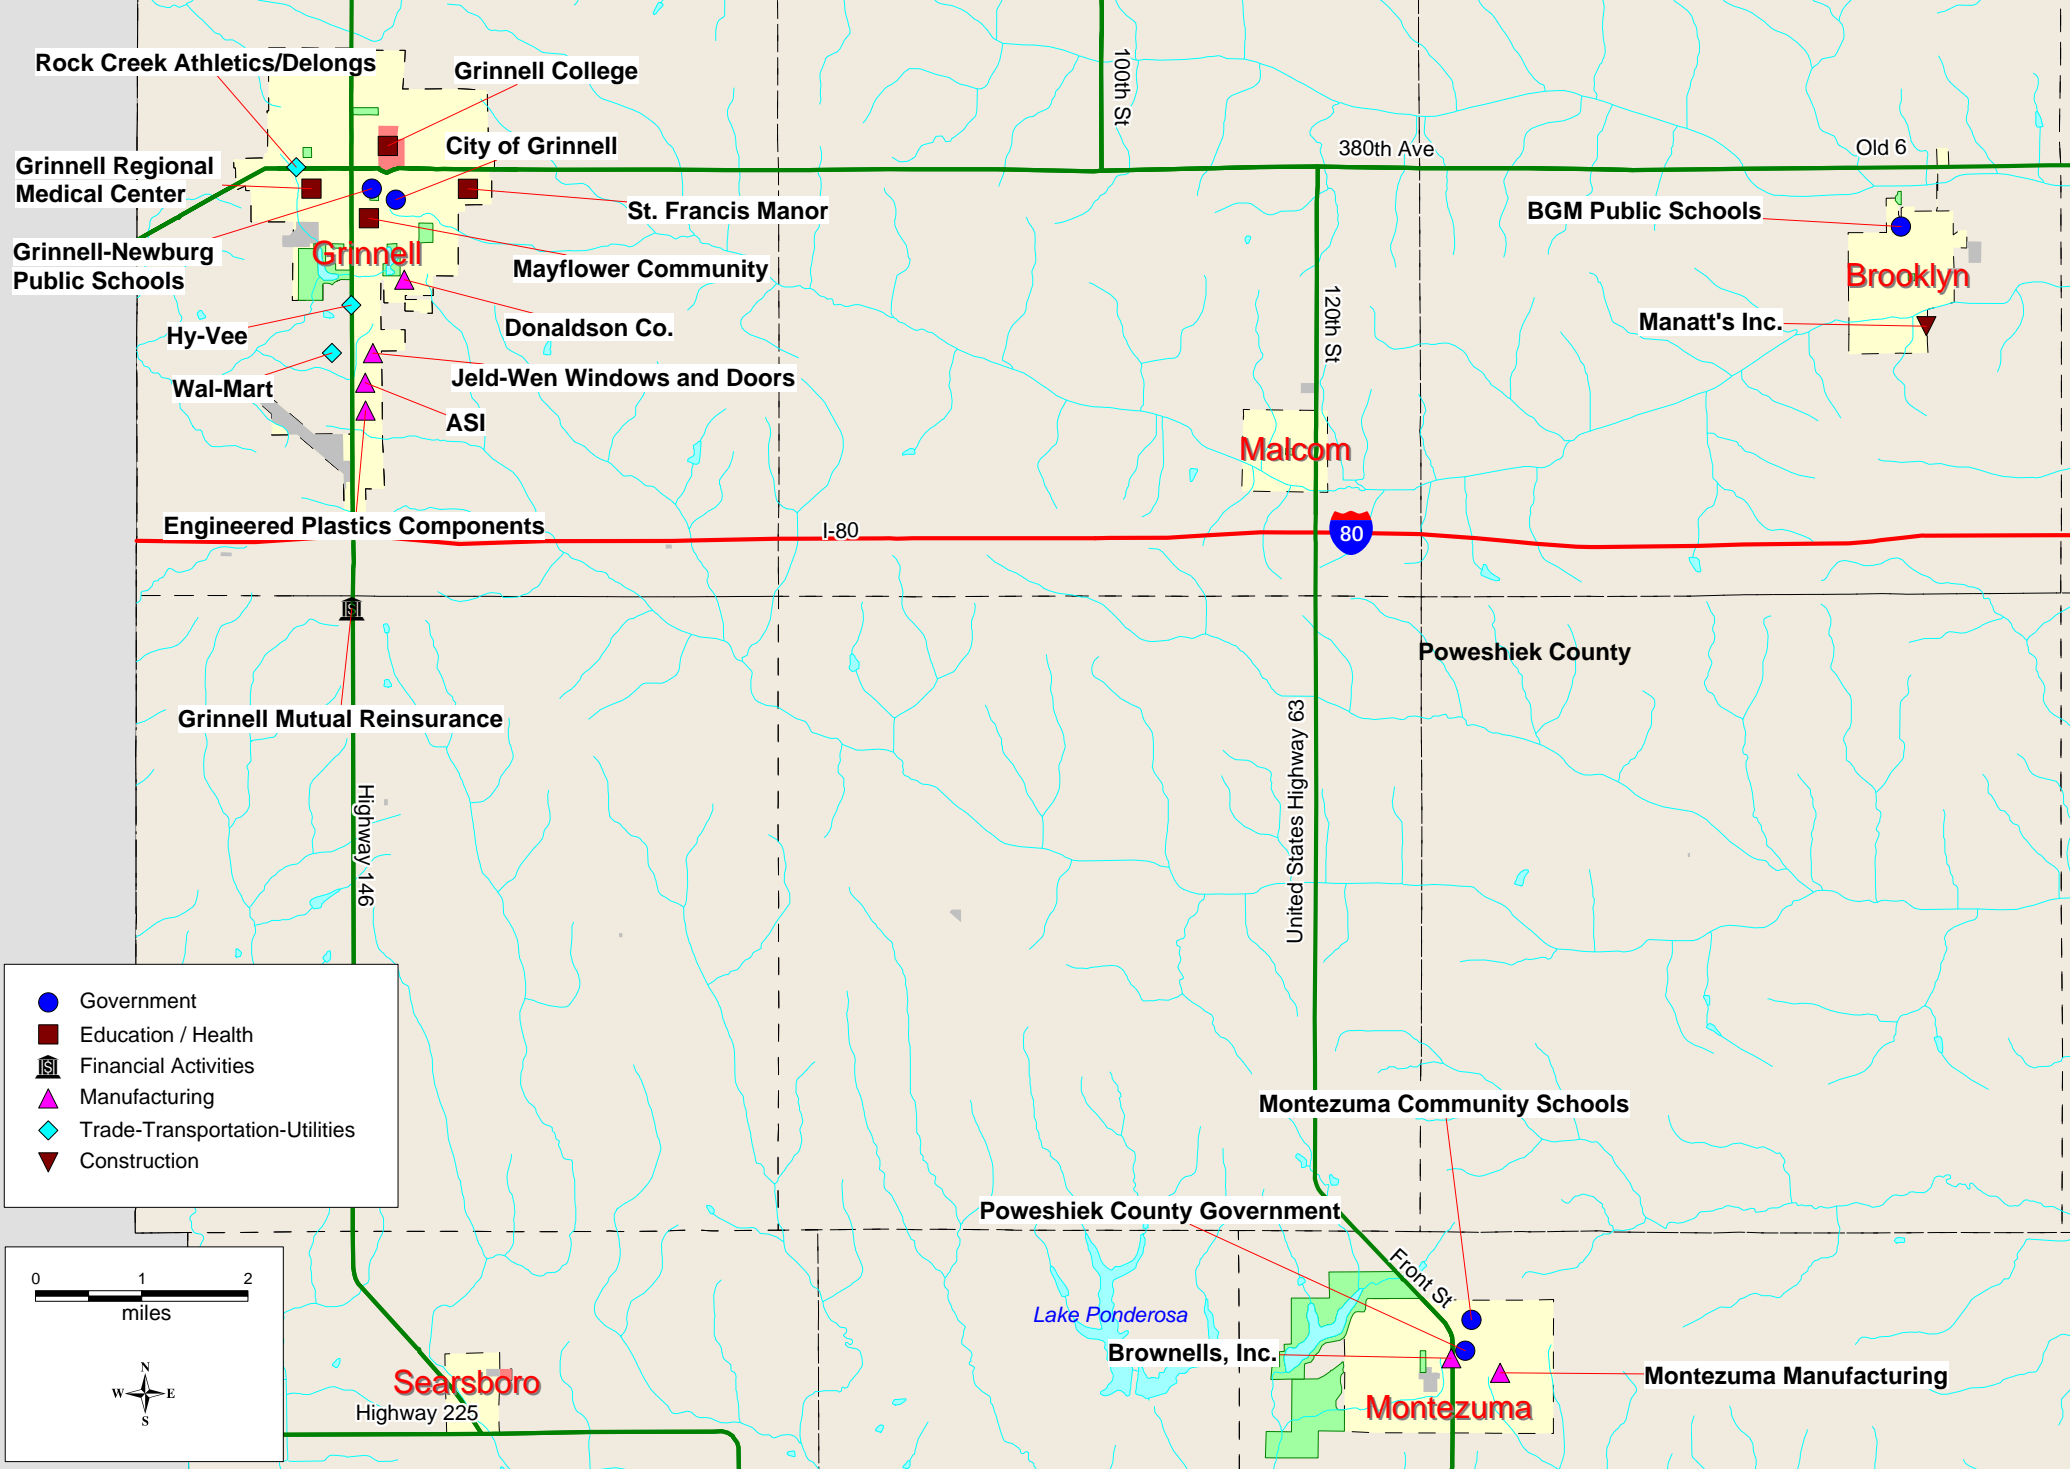 Rock Creek Athletics/Delongs
Grinnell College
100th St
City of Grinnell
380th Ave
Old 6
Grinnell Regional
Medical Center
St. Francis Manor
BGM Public Schools
Grinnell-Newburg
Public Schools
Grinnell
Mayflower Community
Brooklyn
Hy-Vee
Donaldson Co.
120th St
Manatt's Inc.
Wal-Mart
Jeld-Wen Windows and Doors
ASI
Malcom
Engineered Plastics Components
I-80
80
Poweshiek County
Grinnell Mutual Reinsurance
United States Highway 63
Highway 146
Government
Education / Health
$
Financial Activities
Manufacturing
Trade-Transportation-Utilities
Construction
Montezuma Community Schools
Poweshiek County Government
Front St
0 1 2
miles
Lake Ponderosa
Brownells, Inc.
Montezuma Manufacturing
N
W E
S
Searsboro
Highway 225
Montezuma